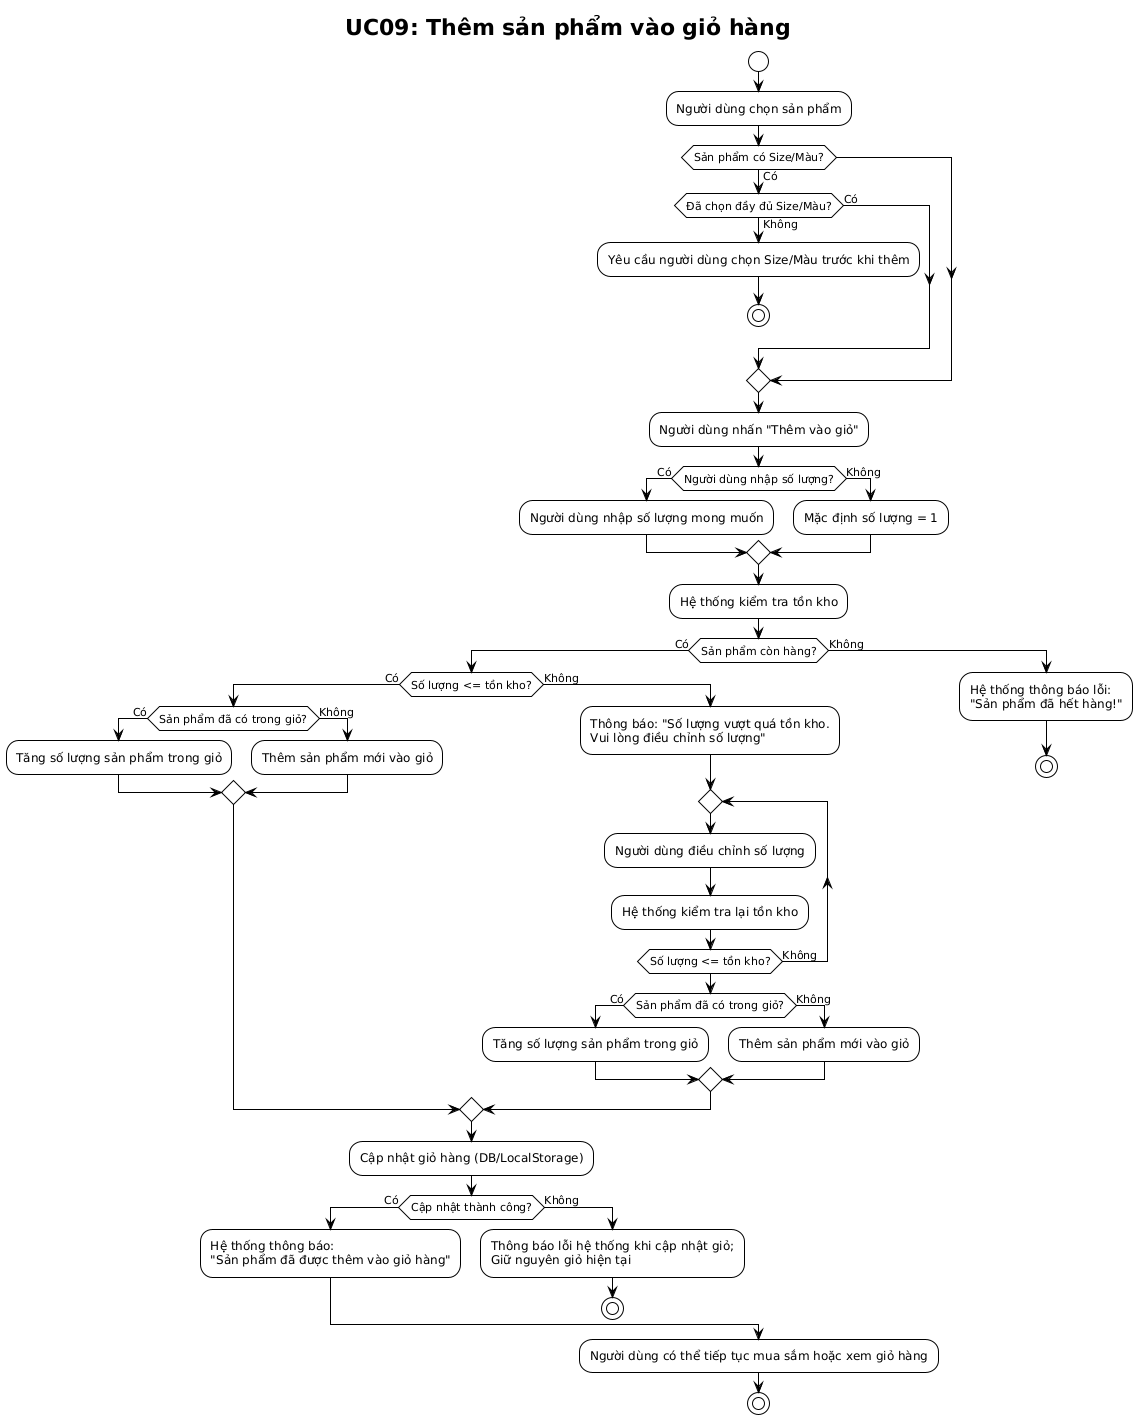 UC09: Thêm sản phẩm vào giỏ hàng
Người dùng chọn sản phẩm
Sản phẩm có Size/Màu?
Có
Đã chọn đầy đủ Size/Màu?
Có
Không
Yêu cầu người dùng chọn Size/Màu trước khi thêm
Người dùng nhấn "Thêm vào giỏ"
Có
Người dùng nhập số lượng?
Không
Người dùng nhập số lượng mong muốn
Mặc định số lượng = 1
Hệ thống kiểm tra tồn kho
Có
Sản phẩm còn hàng?
Không
Có
Số lượng <= tồn kho?
Không
Hệ thống thông báo lỗi:
"Sản phẩm đã hết hàng!"
Có
Sản phẩm đã có trong giỏ?
Không
Thông báo: "Số lượng vượt quá tồn kho.
Vui lòng điều chỉnh số lượng"
Tăng số lượng sản phẩm trong giỏ
Thêm sản phẩm mới vào giỏ
Người dùng điều chỉnh số lượng
Hệ thống kiểm tra lại tồn kho
Số lượng <= tồn kho?
Không
Có
Sản phẩm đã có trong giỏ?
Không
Tăng số lượng sản phẩm trong giỏ
Thêm sản phẩm mới vào giỏ
Cập nhật giỏ hàng (DB/LocalStorage)
Có
Cập nhật thành công?
Không
Hệ thống thông báo:
"Sản phẩm đã được thêm vào giỏ hàng"
Thông báo lỗi hệ thống khi cập nhật giỏ;
Giữ nguyên giỏ hiện tại
Người dùng có thể tiếp tục mua sắm hoặc xem giỏ hàng